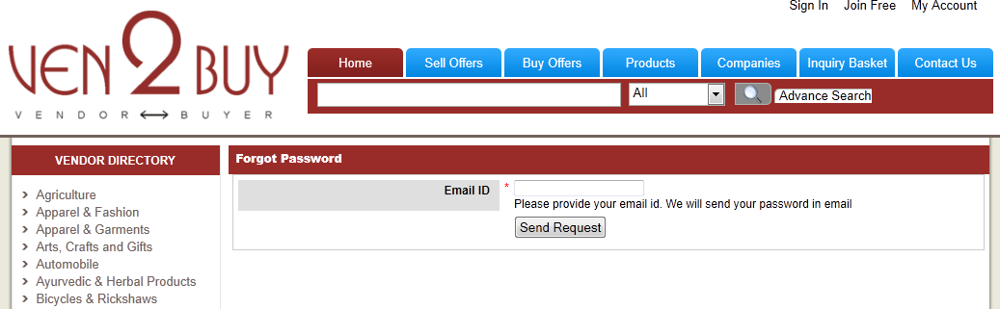 Sign In Join Free My Account
VEN 2 BUY
VENDOR BUYER
Home Sell Offers Buy Offers Products Companies Inquiry Basket Contact Us
All Advance Search
VENDOR DIRECTORY
Agriculture
Apparel & Fashion
Apparel & Garments
Arts, Crafts and Gifts
Automobile
Ayurvedic & Herbal Products
Bicycles & Rickshaws
Forgot Password
Email ID *
Please provide your email id. We will send your password in email
Send Request